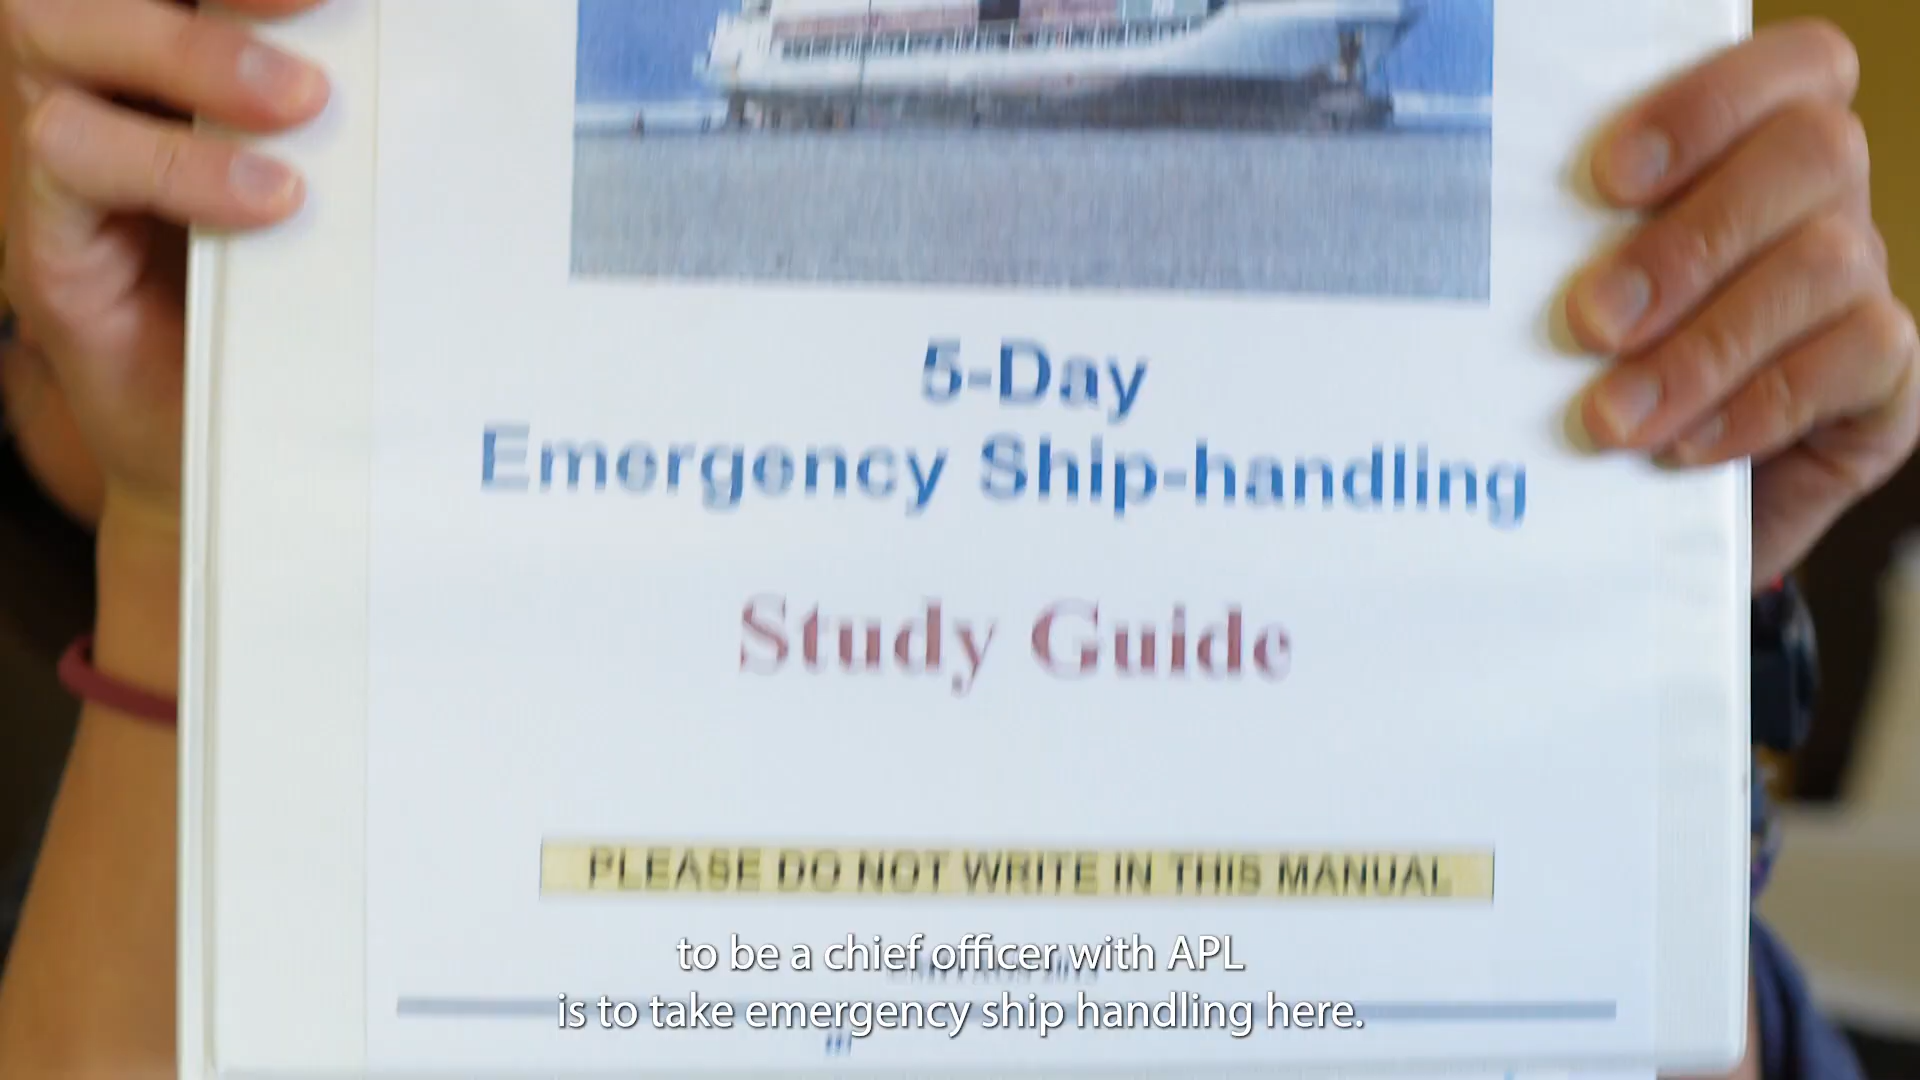 5-Day
Emergency Ship-handling
Study Guide
PLEASE DO NOT WRITE IN THIS MANUAL
to be a chief officer with APL
is to take emergency ship handling here.